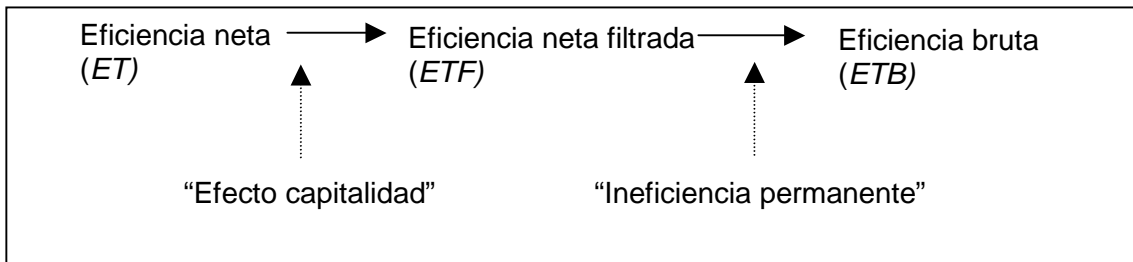 Eficiencia neta
(ET)
Eficiencia neta filtrada
(ETF)
Eficiencia bruta
(ETB)
“Efecto capitalidad”
“Ineficiencia permanente”